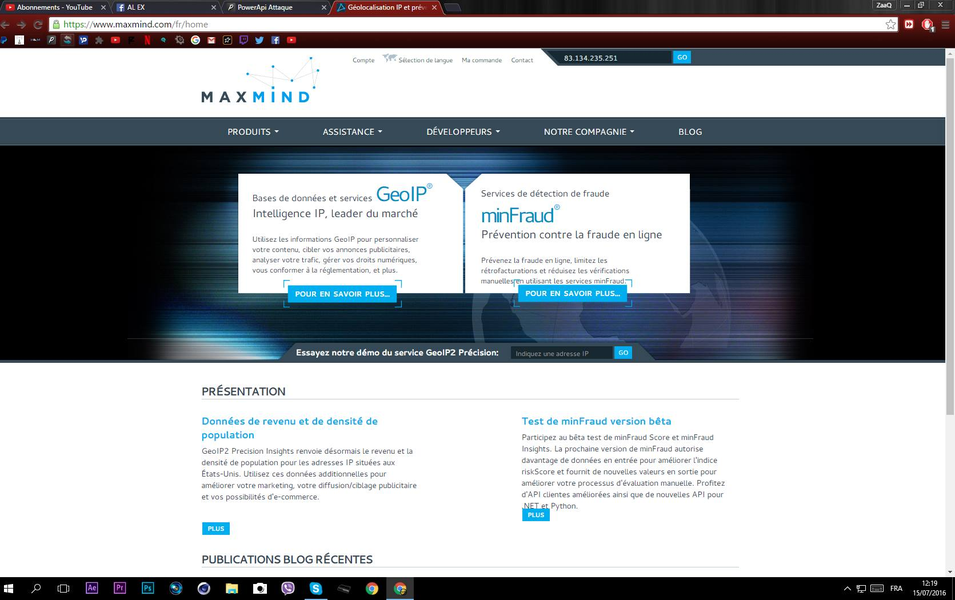 Abonnements - YouTube
AL EX
PowerApi Attaque
Géolocalisation IP et prév
ZaaQ
https://www.maxmind.com/fr/home
Compte
Sélection de langue
Ma commande
Contact
83.134.235.251
GO
MAXMIND
PRODUITS
ASSISTANCE
DÉVELOPPEURS
NOTRE COMPAGNIE
BLOG
Bases de données et services GeoIP®
Intelligence IP, leader du marché
Utilisez les informations GeoIP pour personnaliser
votre contenu, cibler vos annonces publicitaires,
analyser votre trafic, gérer vos droits numériques,
vous conformer à la réglementation, et plus.
POUR EN SAVOIR PLUS...
Services de détection de fraude
minFraud®
Prévention contre la fraude en ligne
Prévenez la fraude en ligne, limitez les
rétrofacturations et réduisez les vérifications
manuelles en utilisant les services minFraud.
POUR EN SAVOIR PLUS...
Essayez notre démo du service GeoIP2 Précision:
Indiquez une adresse IP
GO
PRÉSENTATION
Données de revenu et de densité de
population
GeoIP2 Precision Insights renvoie désormais le revenu et la
densité de population pour les adresses IP situées aux
États-Unis. Utilisez ces données additionnelles pour
améliorer votre marketing, votre diffusion/ciblage publicitaire
et vos possibilités d'e-commerce.
PLUS
Test de minFraud version bêta
Participez au bêta test de minFraud Score et minFraud
Insights. La prochaine version de minFraud autorise
davantage de données en entrée pour améliorer l'indice
riskScore et fournit de nouvelles valeurs en sortie pour
améliorer votre processus d'évaluation manuelle. Profitez
d'API clientes améliorées ainsi que de nouvelles API pour
.NET et Python.
PLUS
PUBLICATIONS BLOG RÉCENTES
Ae
Pr
Ps
FRA
12:19
15/07/2016